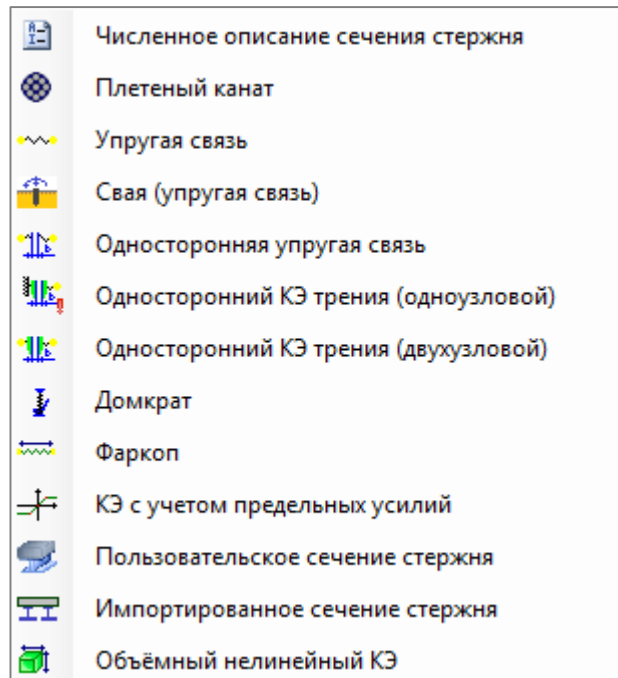 Численное описание сечения стержня
Плетеный канат
Упругая связь
Свая (упругая связь)
Односторонняя упругая связь
Односторонний КЭ трения (одноузловой)
Односторонний КЭ трения (двухузловой)
Домкрат
Фаркоп
КЭ с учетом предельных усилий
Пользовательское сечение стержня
Импортированное сечение стержня
Объёмный нелинейный КЭ